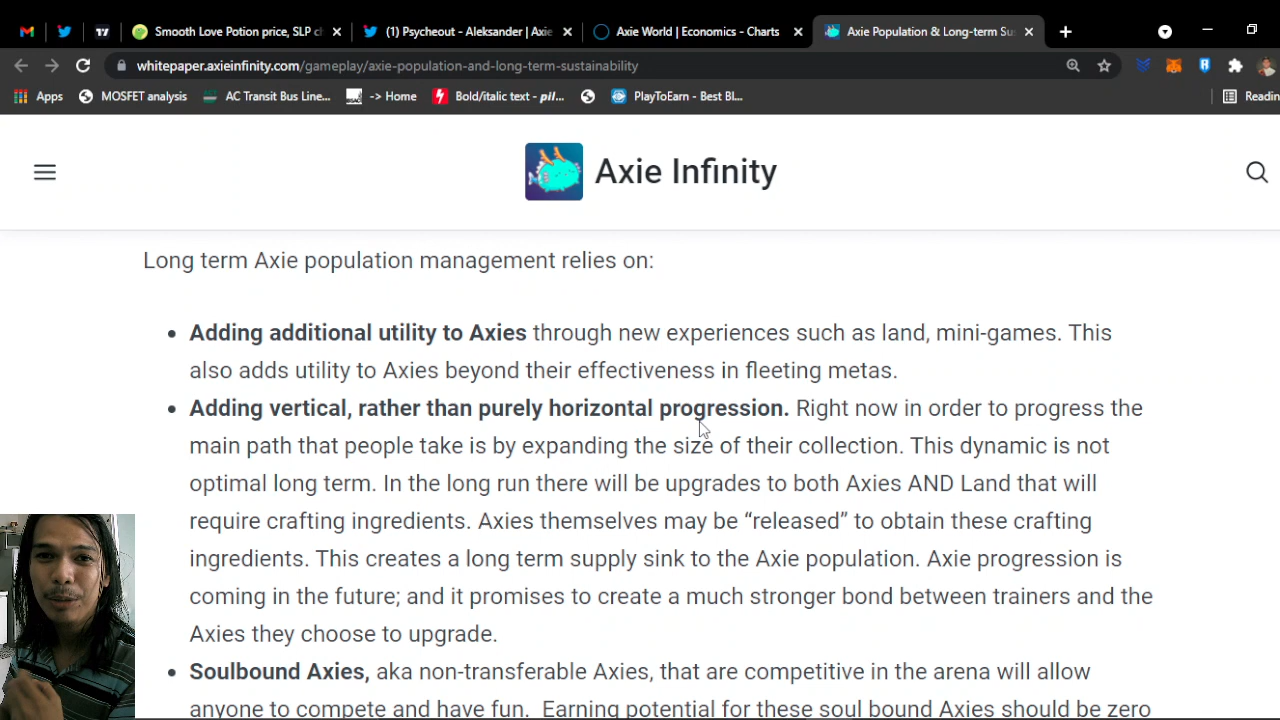 Smooth Love Potion price, SLP c
(1) Psycheout - Aleksander | Axie
Axie World | Economics - Charts
Axie Population & Long-term Su
whitepaper.axieinfinity.com/gameplay/axie-population-and-long-term-sustainability
Apps
MOSFET analysis
AC Transit Bus Line...
-> Home
Bold/italic text - pil...
PlayToEarn - Best Bl...
Readin
Axie Infinity
Long term Axie population management relies on:
• Adding additional utility to Axies through new experiences such as land, mini-games. This
also adds utility to Axies beyond their effectiveness in fleeting metas.
• Adding vertical, rather than purely horizontal progression. Right now in order to progress the
main path that people take is by expanding the size of their collection. This dynamic is not
optimal long term. In the long run there will be upgrades to both Axies AND Land that will
require crafting ingredients. Axies themselves may be “released” to obtain these crafting
ingredients. This creates a long term supply sink to the Axie population. Axie progression is
coming in the future; and it promises to create a much stronger bond between trainers and the
Axies they choose to upgrade.
• Soulbound Axies, aka non-transferable Axies, that are competitive in the arena will allow
anyone to compete and have fun. Earning potential for these soul bound Axies should be zero